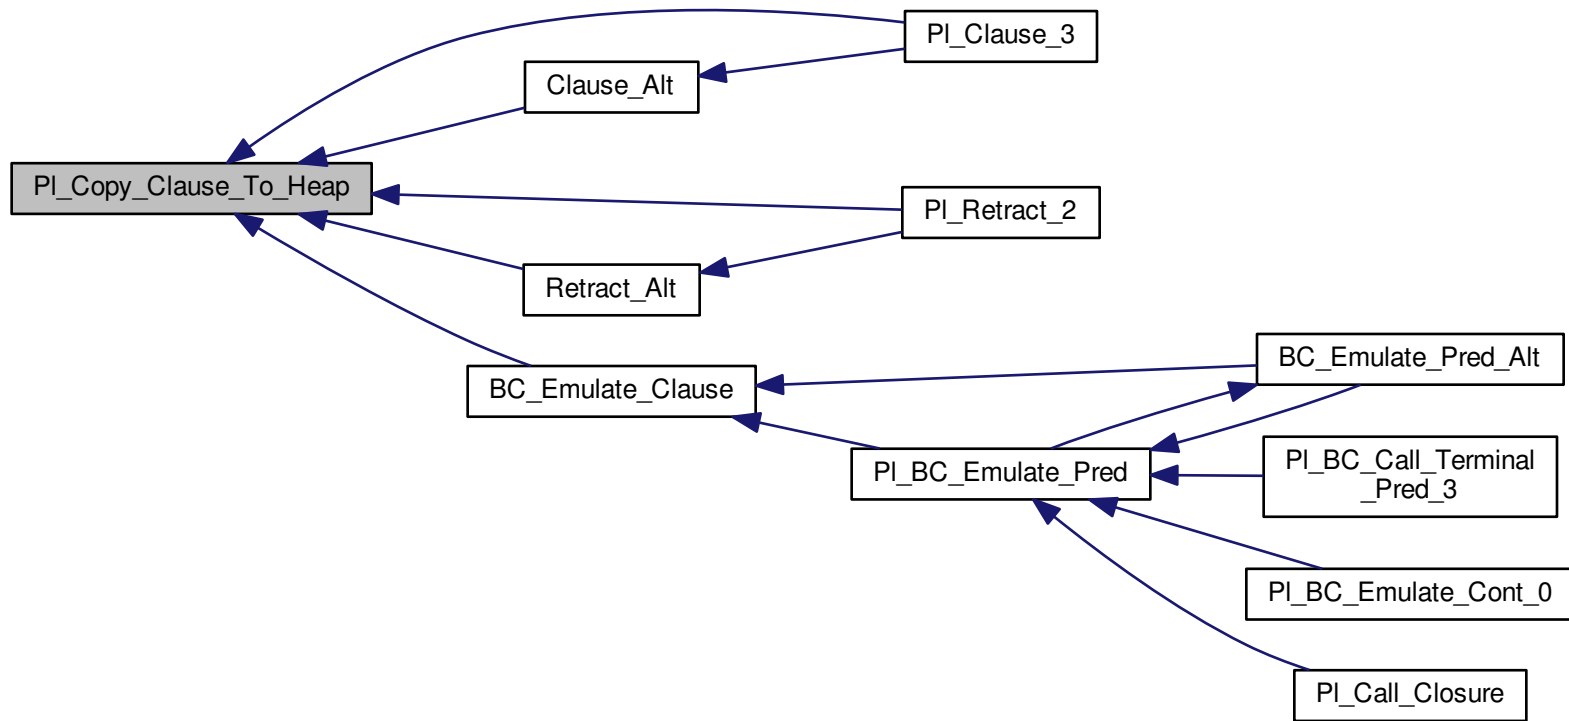 Pl_Clause_3
Clause_Alt
Pl_Copy_Clause_To_Heap
Pl_Retract_2
Retract_Alt
BC_Emulate_Pred_Alt
BC_Emulate_Clause
Pl_BC_Emulate_Pred
Pl_BC_Call_Terminal
_Pred_3
Pl_BC_Emulate_Cont_0
Pl_Call_Closure